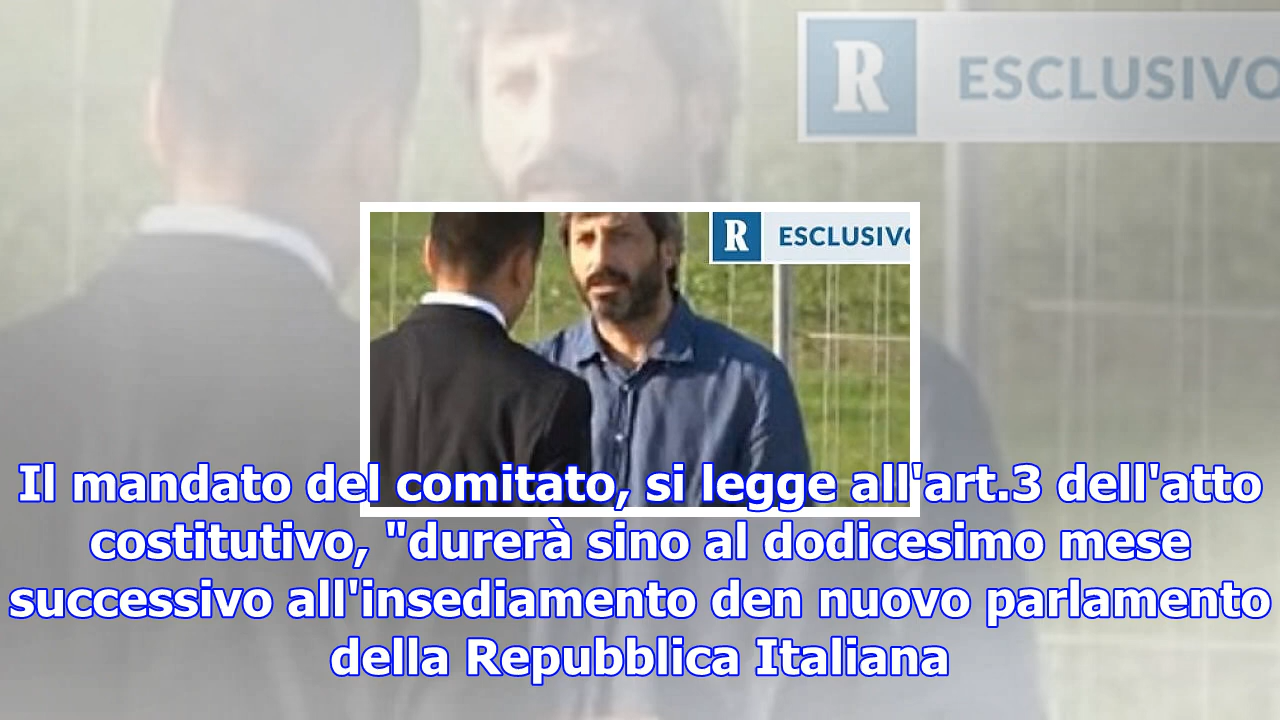 R ESCLUSIVO
R ESCLUSIVO
Il mandato del comitato, si legge all'art.3 dell'atto
costitutivo, "durerà sino al dodicesimo mese
successivo all'insediamento den nuovo parlamento
della Repubblica Italiana